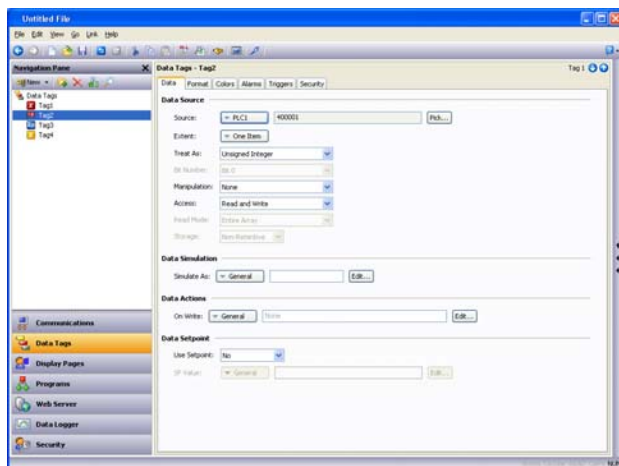 Untitled File
File Edit View Go Link Help
Navigation Pane
Data Tags - Tag2
Tag 1
New
Data Tags
Tag1
Tag2
Tag3
Tag4
Data Format Colors Alarms Triggers Security
Data Source
Source: PLC1 400001 Pick...
Extent: One Item
Treat As: Unsigned Integer
Bit Number: Bit 0
Manipulation: None
Access: Read and Write
Read Mode: Entire Array
Storage: Non-Retentive
Data Simulation
Simulate As: General Edit...
Data Actions
On Write: General None Edit...
Data Setpoint
Use Setpoint: No
SP Value: General Edit...
Communications
Data Tags
Display Pages
Programs
Web Server
Data Logger
Security